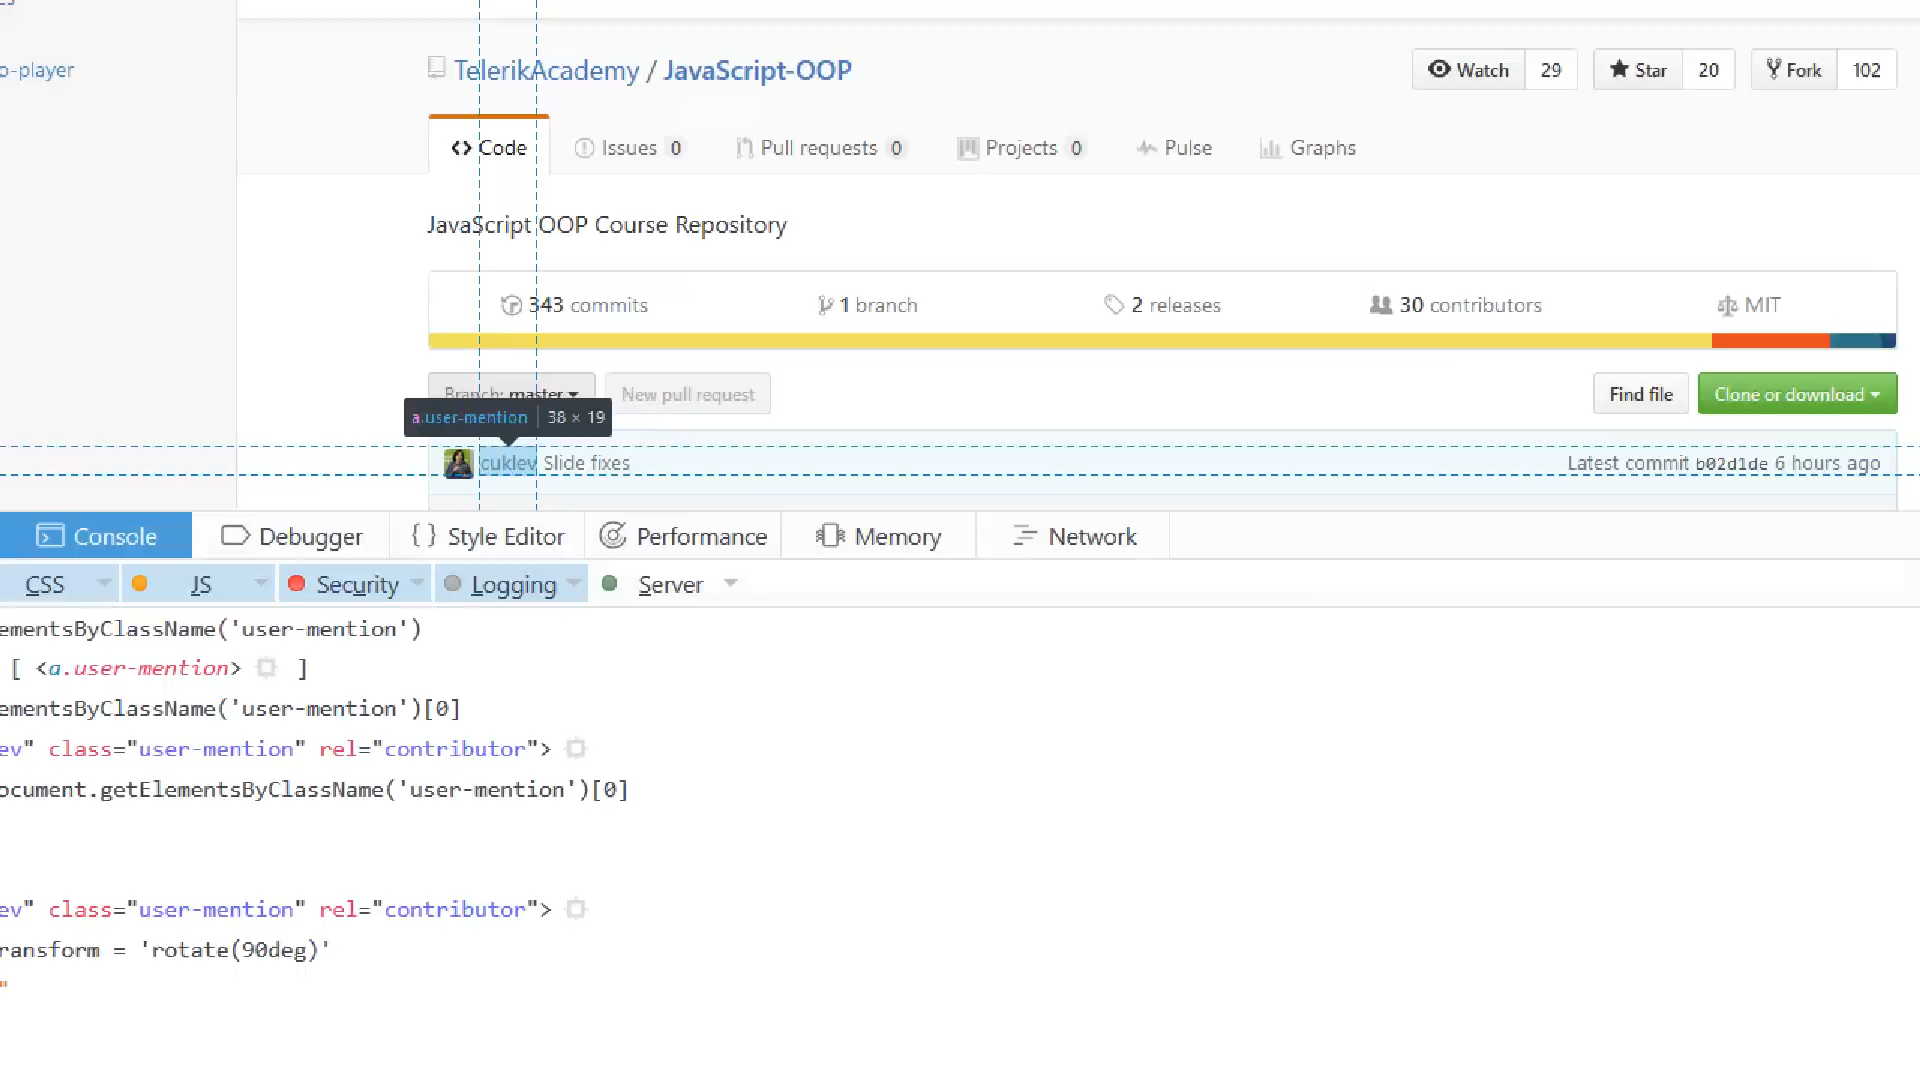 o-player
TelerikAcademy / JavaScript-OOP
Watch 29 Star 20 Fork 102
Code Issues 0 Pull requests 0 Projects 0 Pulse Graphs
JavaScript OOP Course Repository
343 commits 1 branch 2 releases 30 contributors MIT
Branch: master New pull request Find file Clone or download
a.user-mention 38 × 19
cuklev Slide fixes Latest commit b02d1de 6 hours ago
Console Debugger { } Style Editor Performance Memory Network
CSS JS Security Logging Server
ementsByClassName('user-mention')
[ <a.user-mention> ]
ementsByClassName('user-mention')[0]
ev" class="user-mention" rel="contributor">
ocument.getElementsByClassName('user-mention')[0]
ev" class="user-mention" rel="contributor">
ransform = 'rotate(90deg)'
"